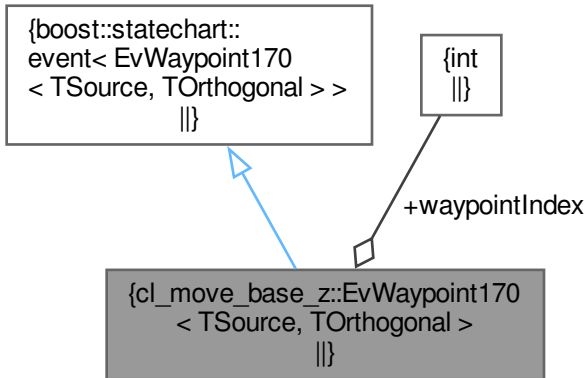 {boost::statechart::
event< EvWaypoint170
< TSource, TOrthogonal > >
||}
{int
||}
+waypointIndex
{cl_move_base_z::EvWaypoint170
< TSource, TOrthogonal >
||}